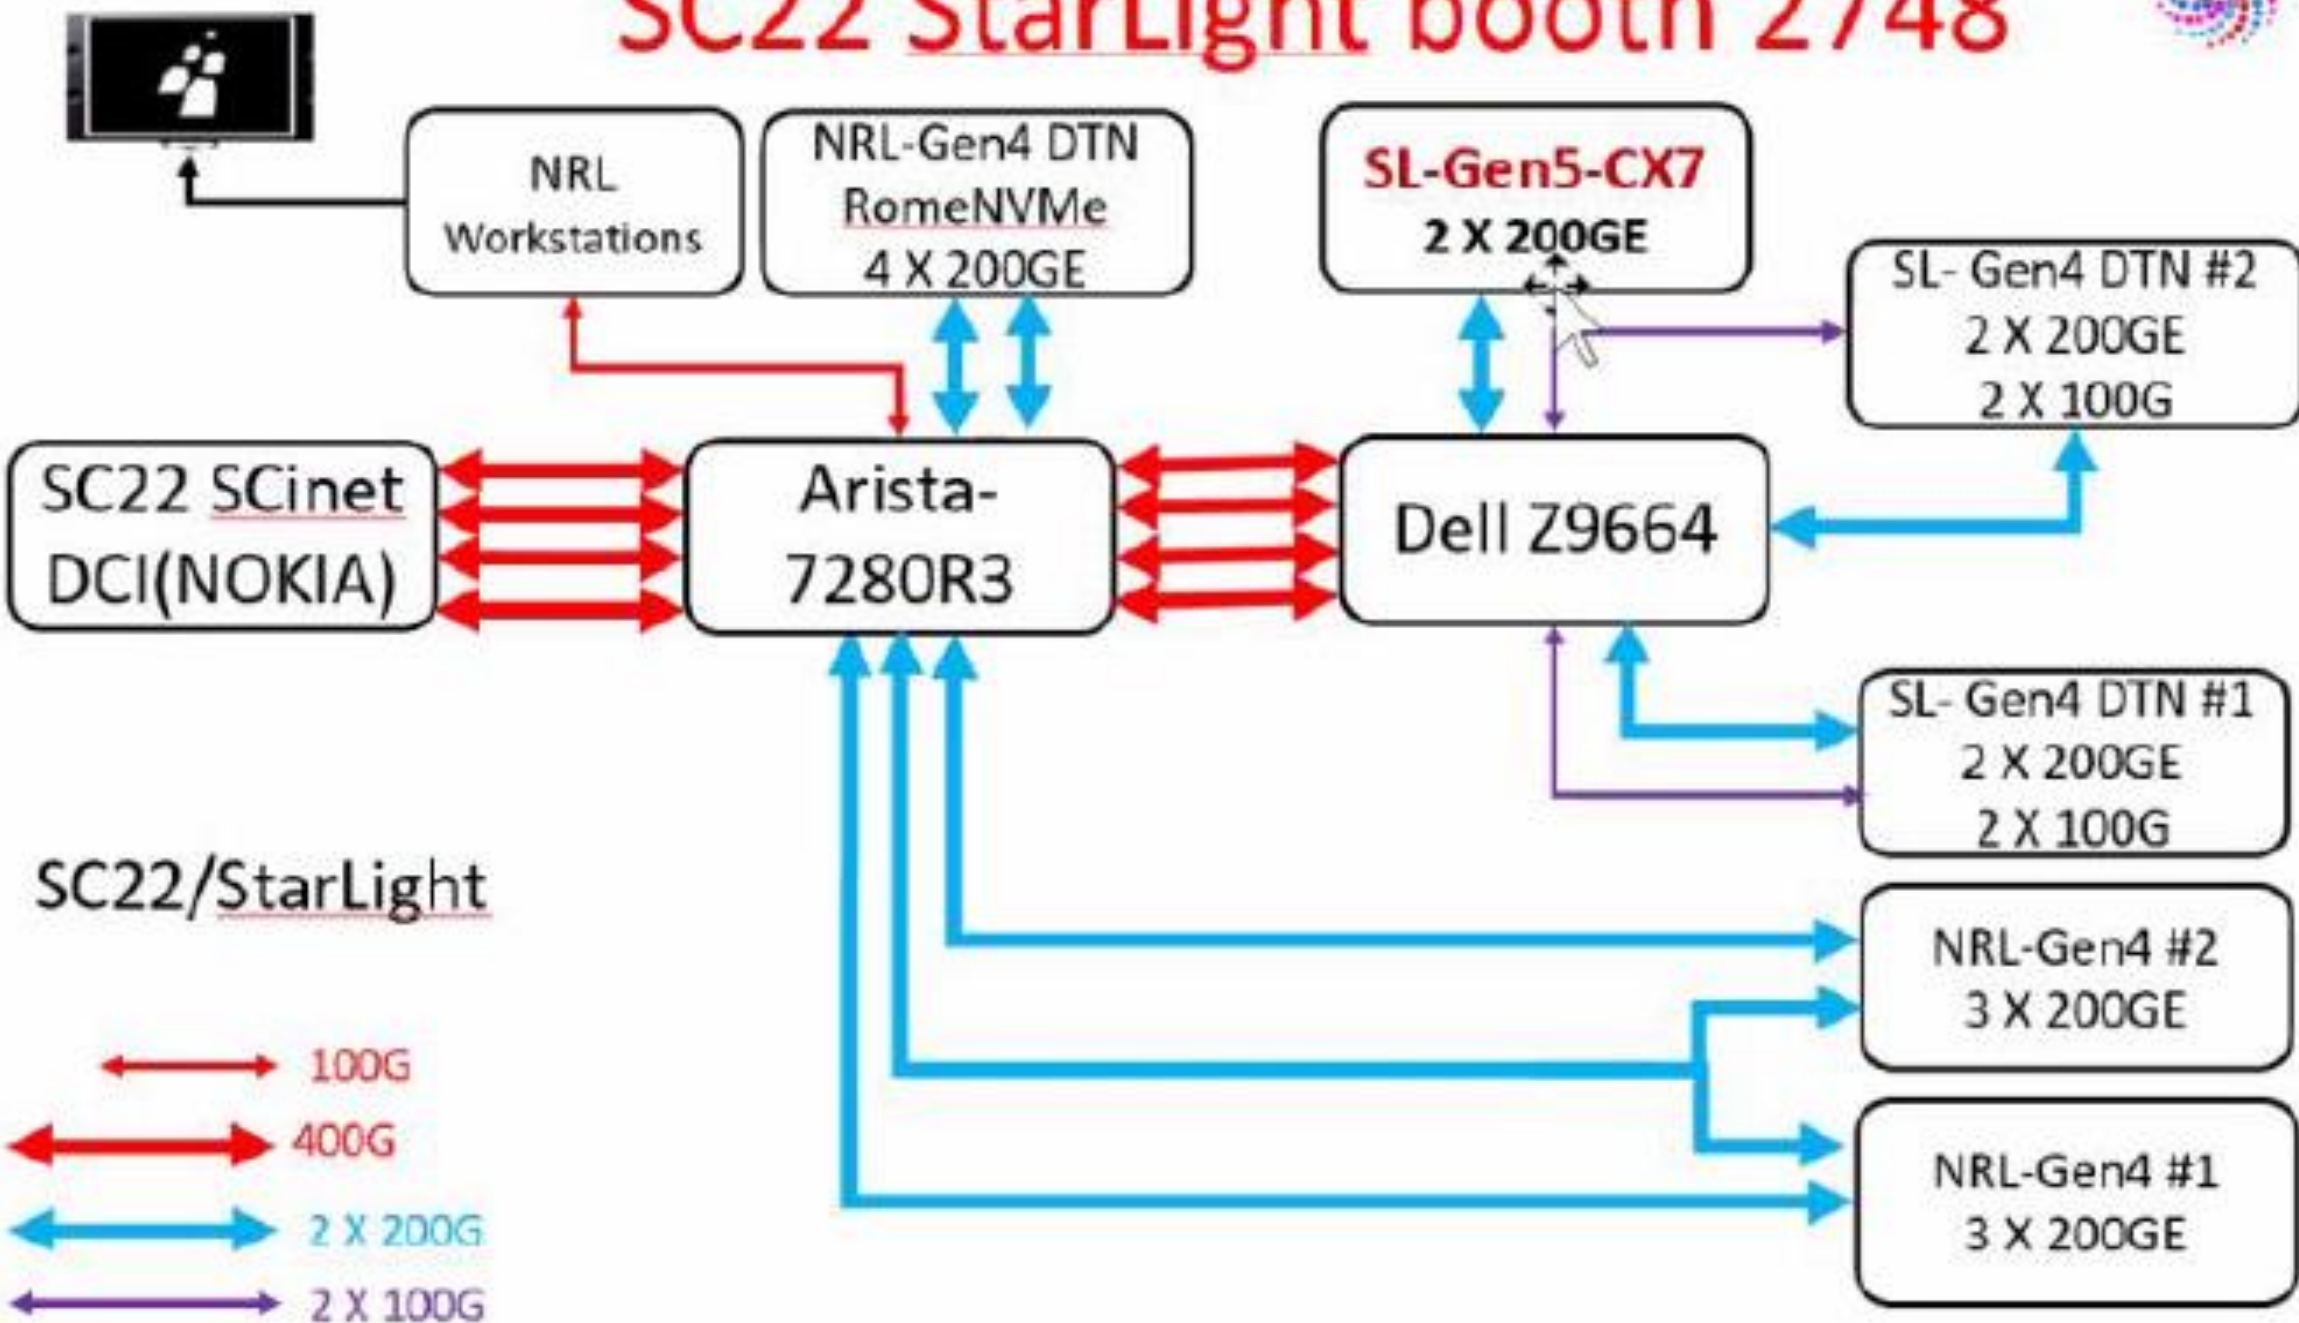 SC22 StarLight booth 2748
NRL
Workstations
NRL-Gen4 DTN
RomeNVMe
4 X 200GE
SL-Gen5-CX7
2 X 200GE
SL- Gen4 DTN #2
2 X 200GE
2 X 100G
SC22 SCinet
DCI(NOKIA)
Arista-
7280R3
Dell Z9664
SL- Gen4 DTN #1
2 X 200GE
2 X 100G
SC22/StarLight
NRL-Gen4 #2
3 X 200GE
NRL-Gen4 #1
3 X 200GE
100G
400G
2 X 200G
2 X 100G